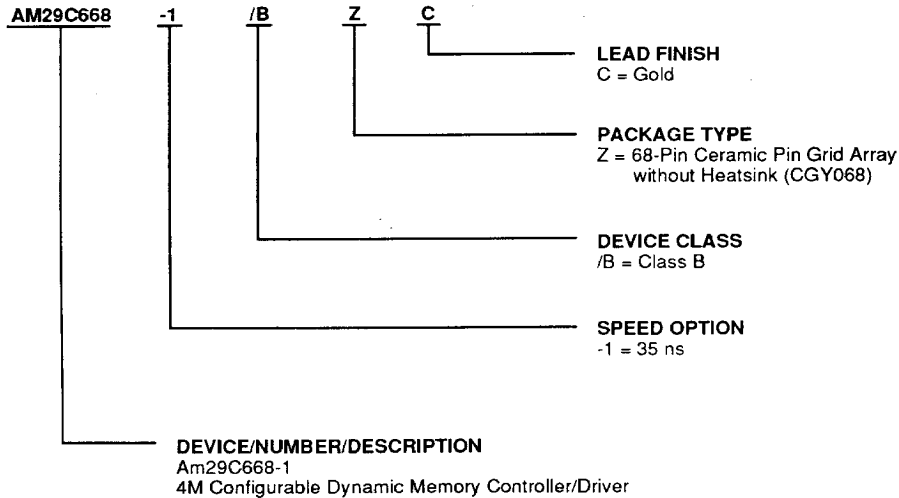 AM29C668 -1 /B Z C
LEAD FINISH
C = Gold
PACKAGE TYPE
Z = 68-Pin Ceramic Pin Grid Array
without Heatsink (CGY068)
DEVICE CLASS
/B = Class B
SPEED OPTION
-1 = 35 ns
DEVICE/NUMBER/DESCRIPTION
Am29C668-1
4M Configurable Dynamic Memory Controller/Driver